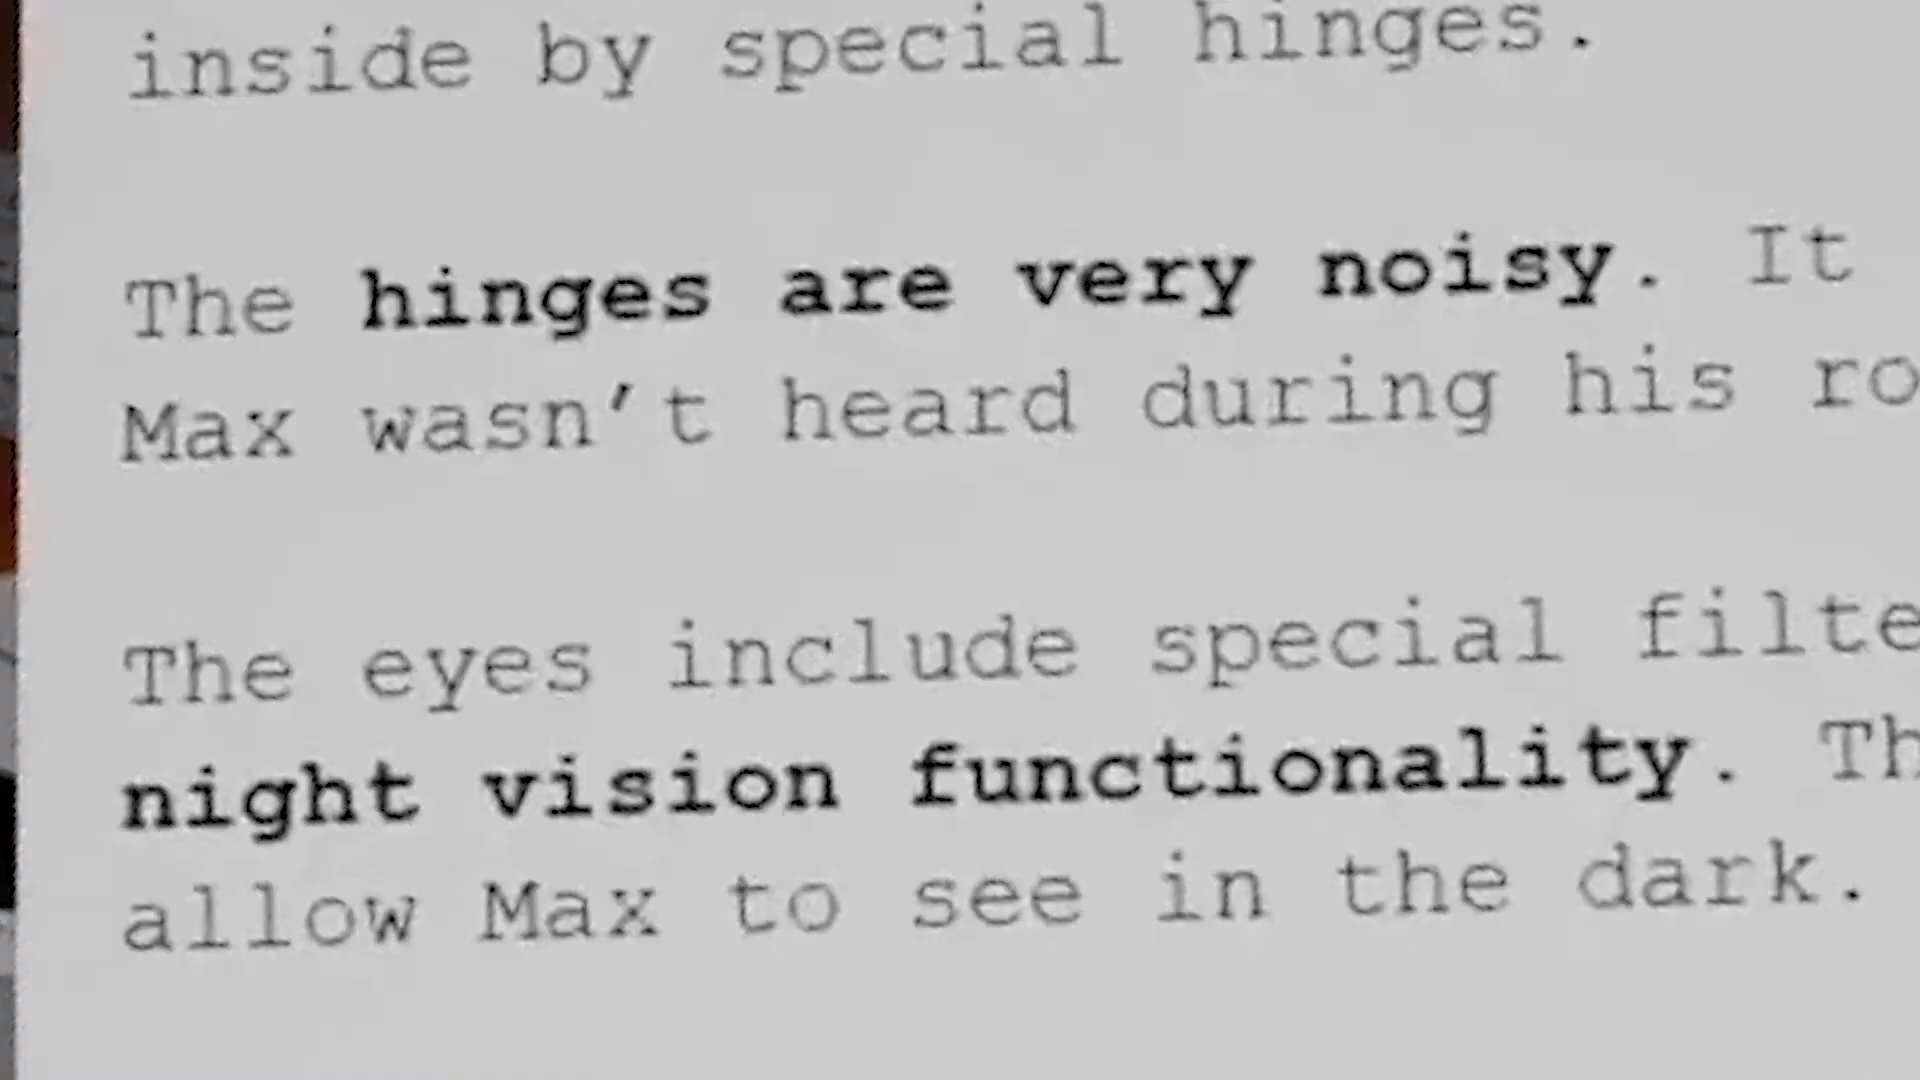 inside by special hinges.
The hinges are very noisy. It
Max wasn't heard during his
The eyes include special
night vision functionality.
allow Max to see in the dark.